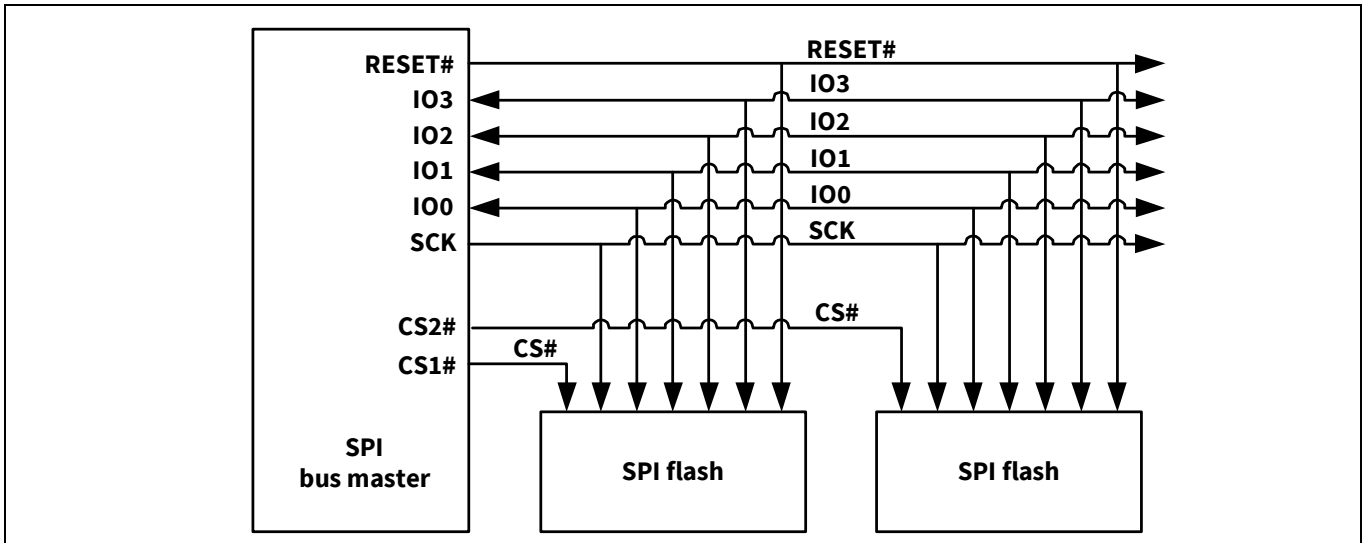 RESET#
RESET#
IO3
IO3
IO2
IO2
IO1
IO1
IO0
IO0
SCK
SCK
CS2#
CS#
CS1#
CS#
SPI
bus master
SPI flash
SPI flash